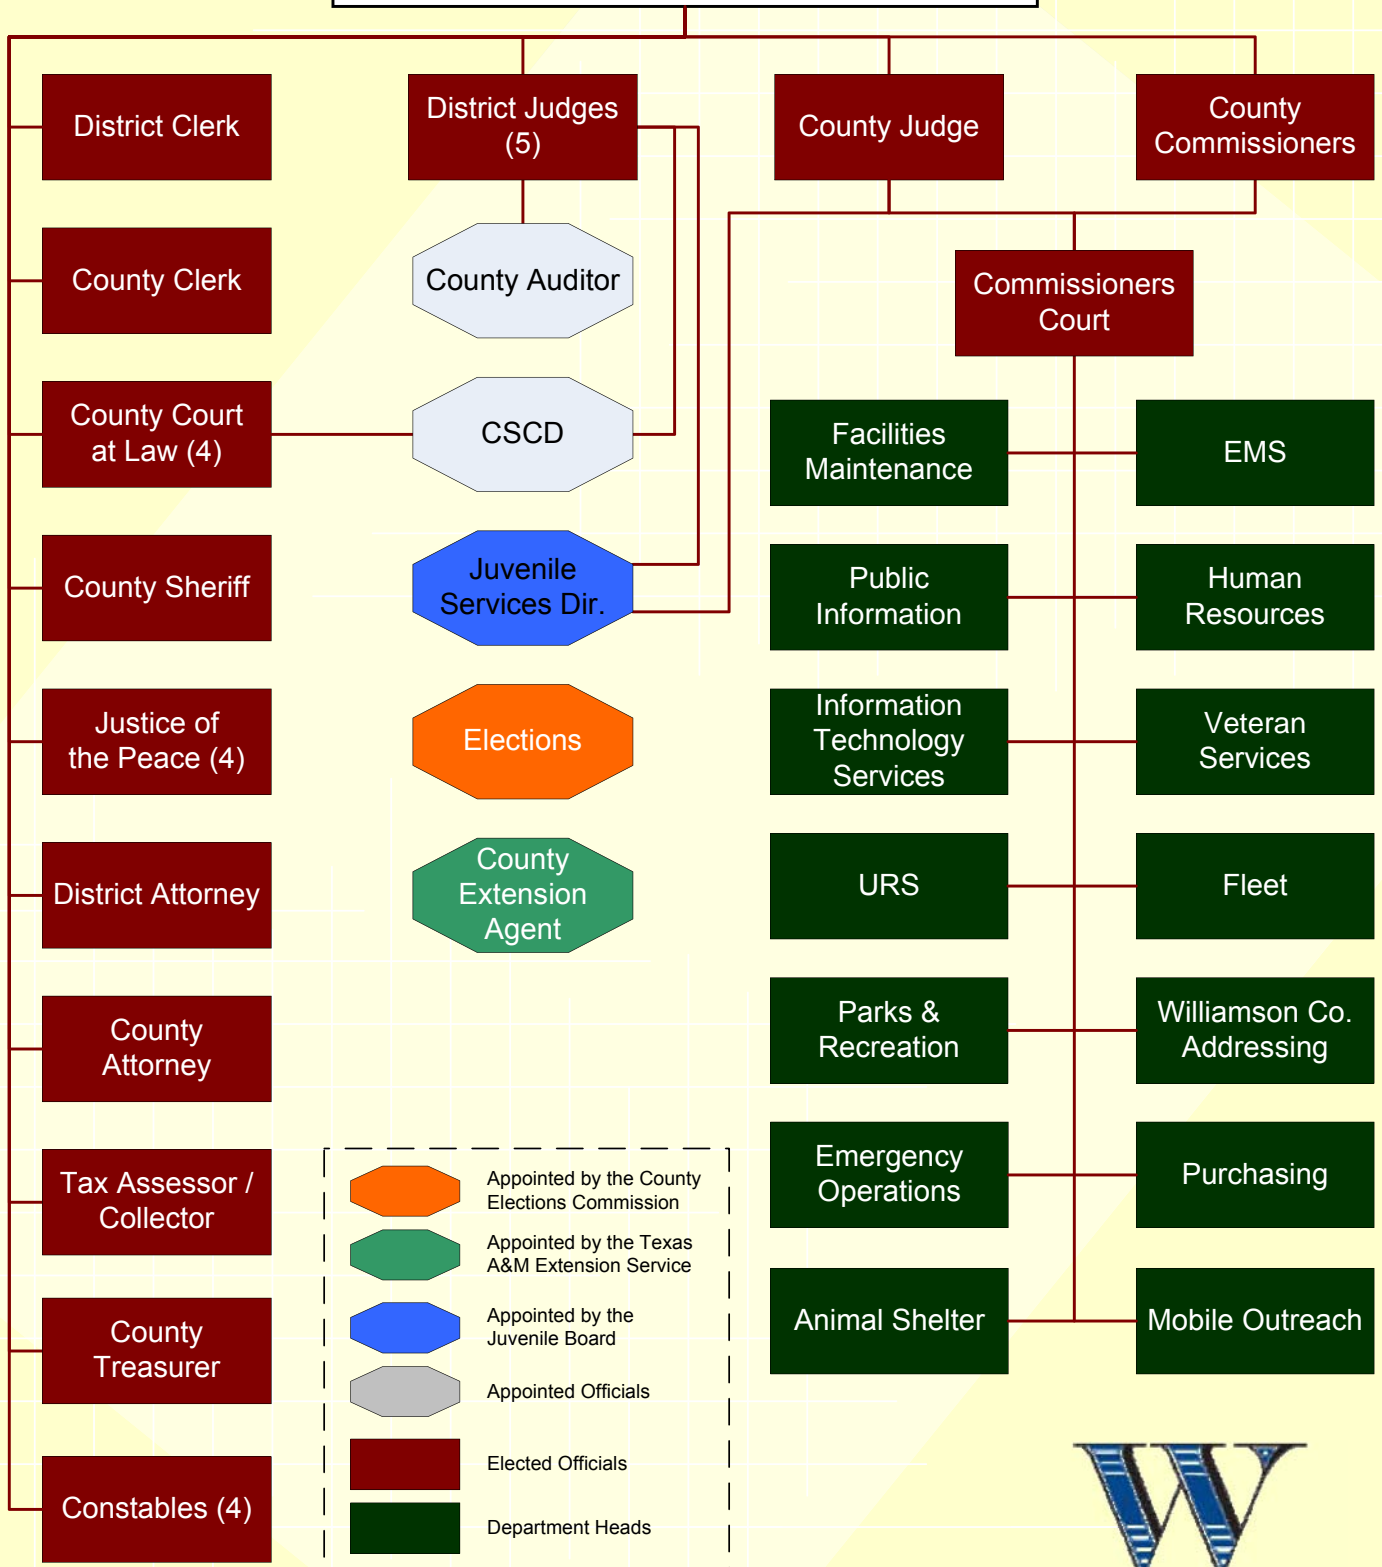 District Clerk
District Judges
(5)
County Judge
County
Commissioners
County Clerk
County Auditor
Commissioners
Court
County Court
at Law (4)
CSCD
Facilities
Maintenance
EMS
County Sheriff
Juvenile
Services Dir.
Public
Information
Human
Resources
Justice of
the Peace (4)
Elections
Information
Technology
Services
Veteran
Services
District Attorney
County
Extension
Agent
URS
Fleet
County
Attorney
Parks &
Recreation
Williamson Co.
Addressing
Tax Assessor /
Collector
Emergency
Operations
Purchasing
County
Treasurer
Animal Shelter
Mobile Outreach
Constables (4)
Appointed by the County
Elections Commission
Appointed by the Texas
A&M Extension Service
Appointed by the
Juvenile Board
Appointed Officials
Elected Officials
Department Heads
W